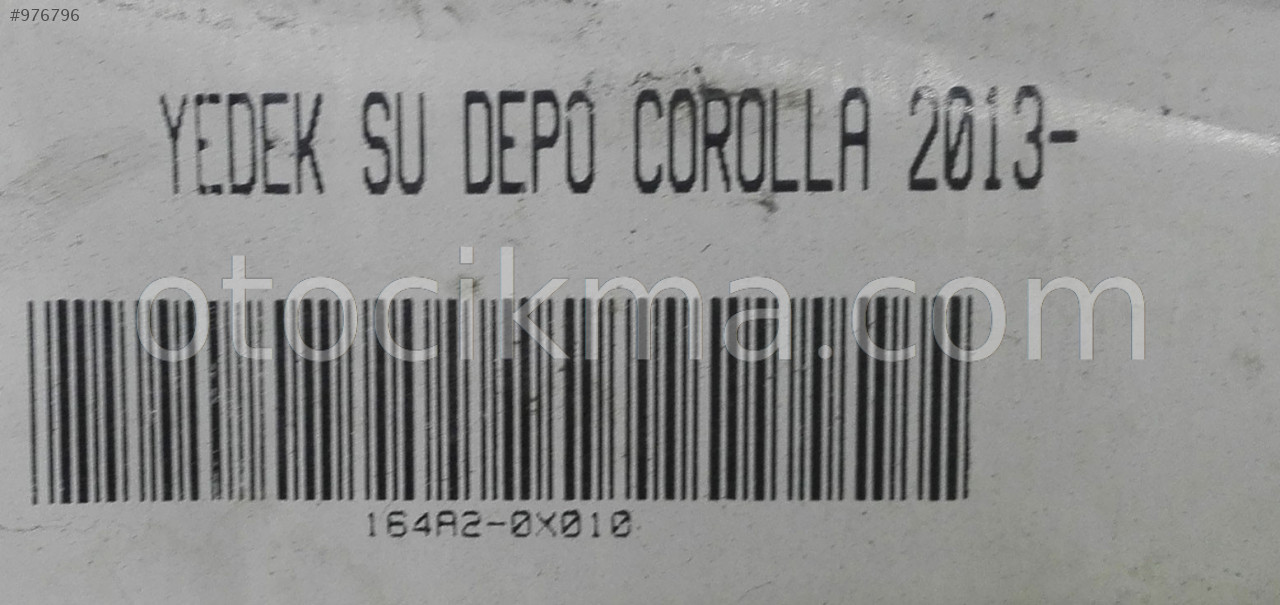 #976796
YEDEK SU DEPO COROLLA 2013-
otocikma.com
164A2-0X010